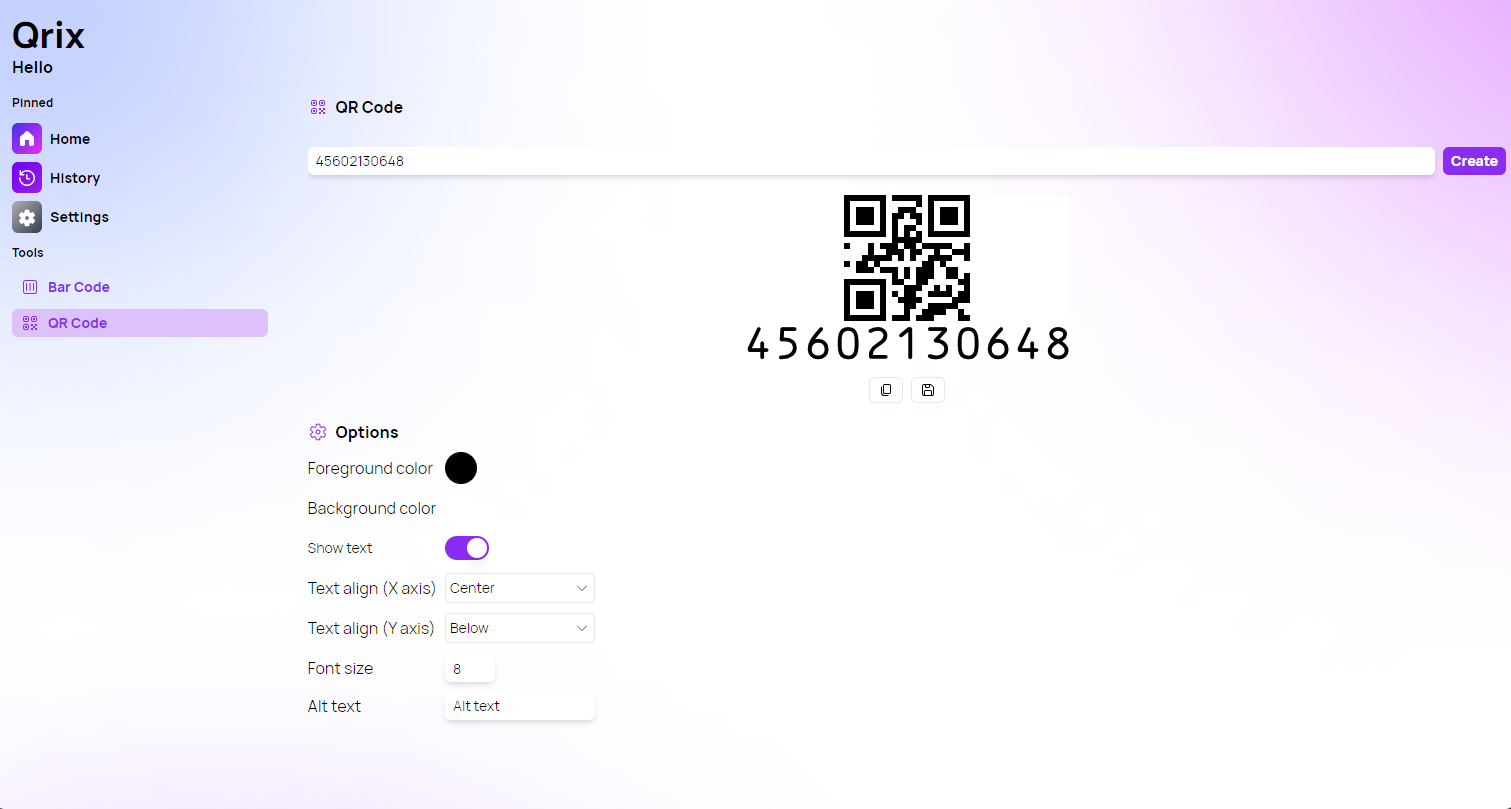 Qrix
Hello
Pinned
Home
History
Settings
Tools
Bar Code
QR Code
QR Code
45602130648
Create
45602130648
Options
Foreground color
Background color
Show text
Text align (X axis)
Center
Text align (Y axis)
Below
Font size
8
Alt text
Alt text